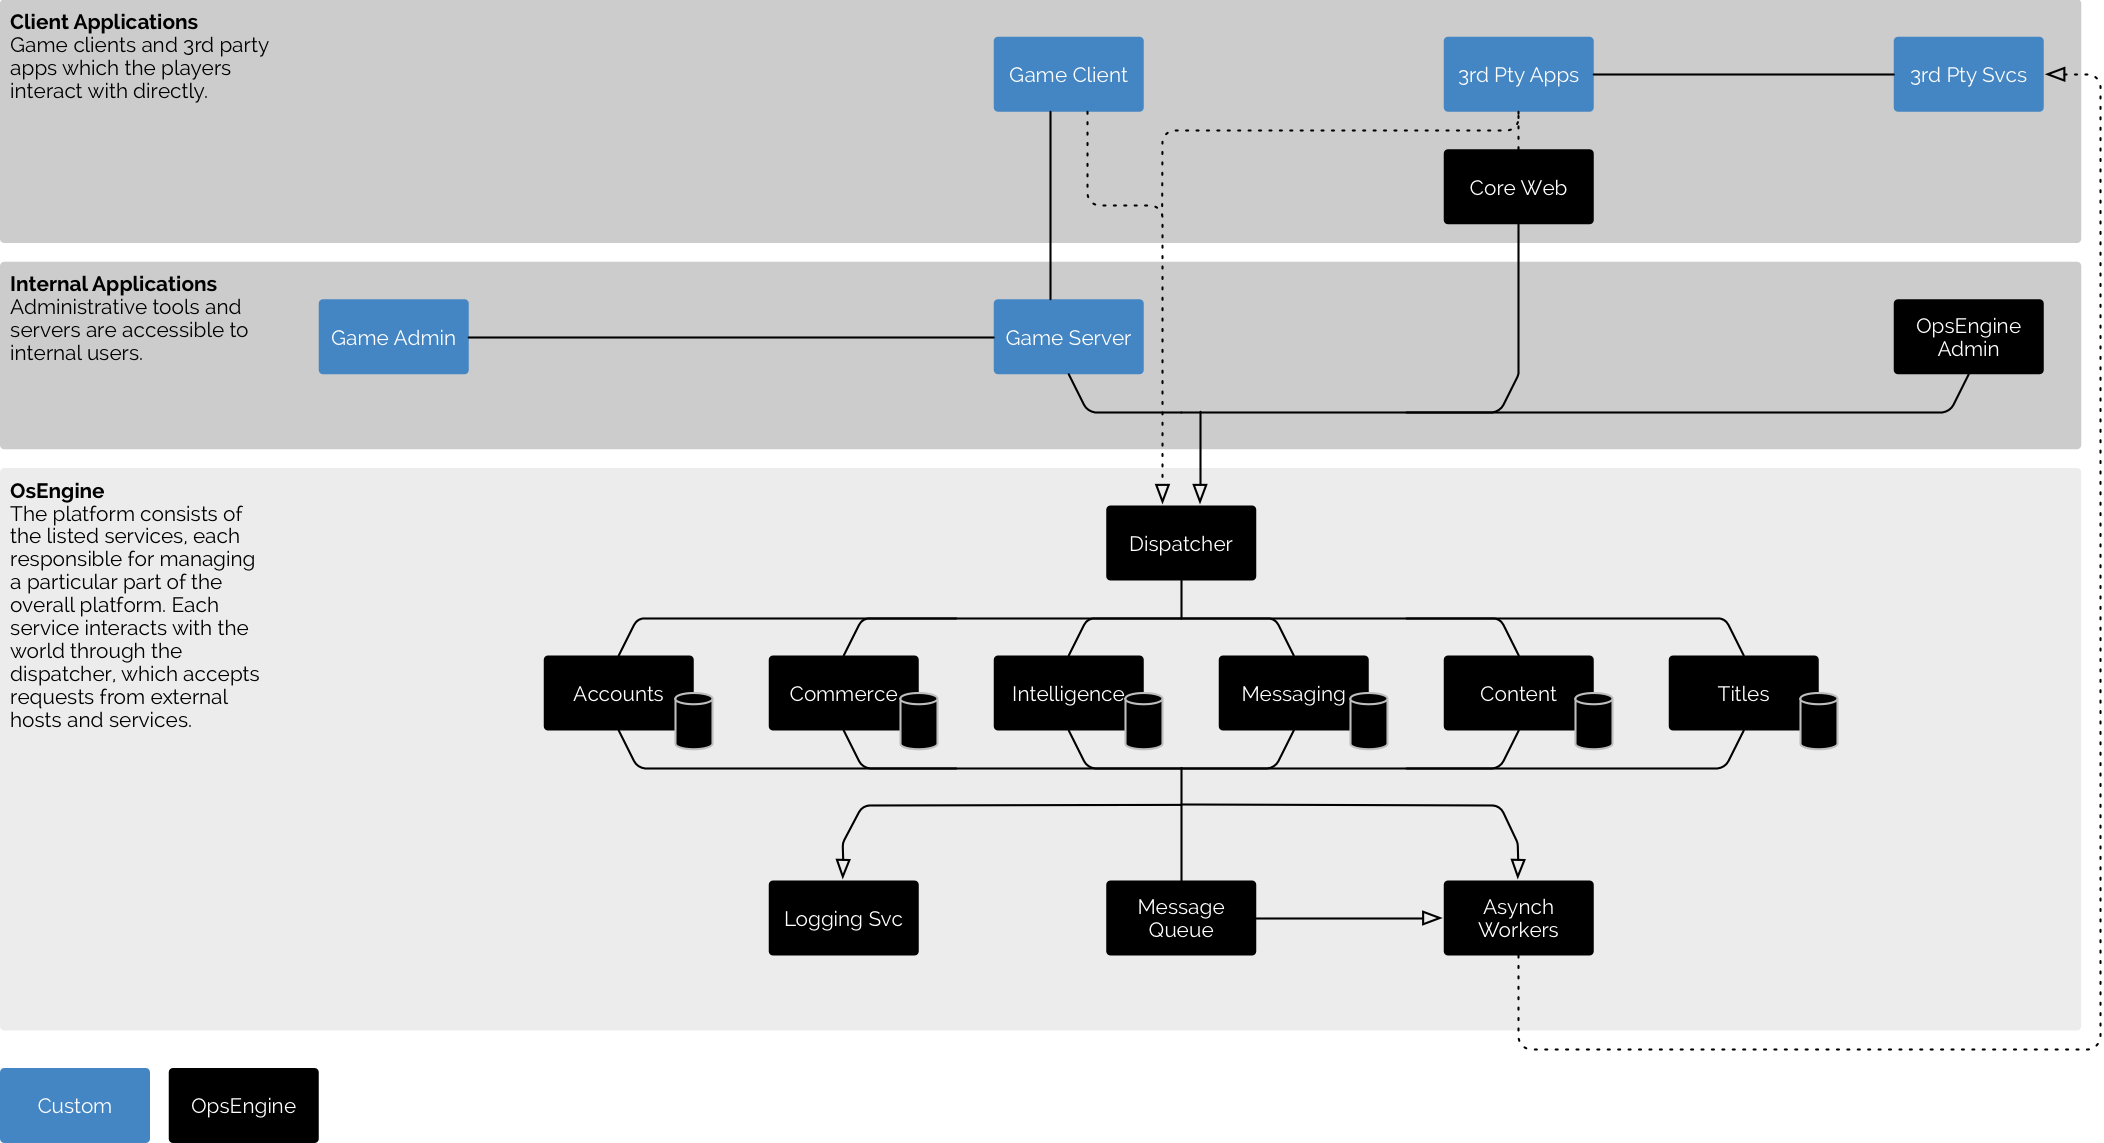 Client Applications
Game clients and 3rd party
apps which the players
interact with directly.
Game Client
3rd Pty Apps
3rd Pty Svcs
Core Web
Internal Applications
Administrative tools and
servers are accessible to
internal users.
Game Admin
Game Server
OpsEngine
Admin
OsEngine
The platform consists of
the listed services, each
responsible for managing
a particular part of the
overall platform. Each
service interacts with the
world through the
dispatcher, which accepts
requests from external
hosts and services.
Dispatcher
Accounts
Commerce
Intelligence
Messaging
Content
Titles
Logging Svc
Message
Queue
Asynch
Workers
Custom
OpsEngine